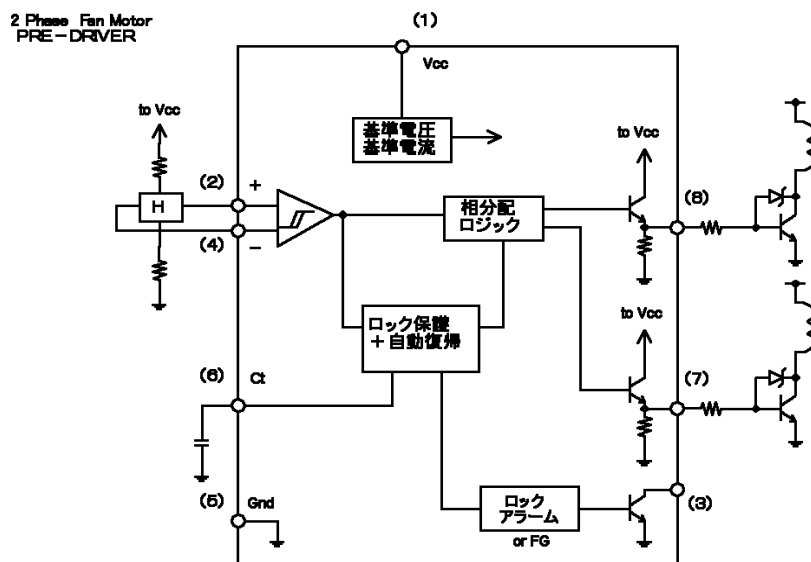 2 Phase Fan Motor
PRE-DRIVER
(1)
Vcc
to Vcc
基準電圧
基準電流
to Vcc
(2)
+
H
(8)
相分配
ロジック
(4)
−
to Vcc
ロック保護
+自動復帰
(6)
Ct
(7)
(5)
Gnd
ロック
アラーム
(3)
or FG